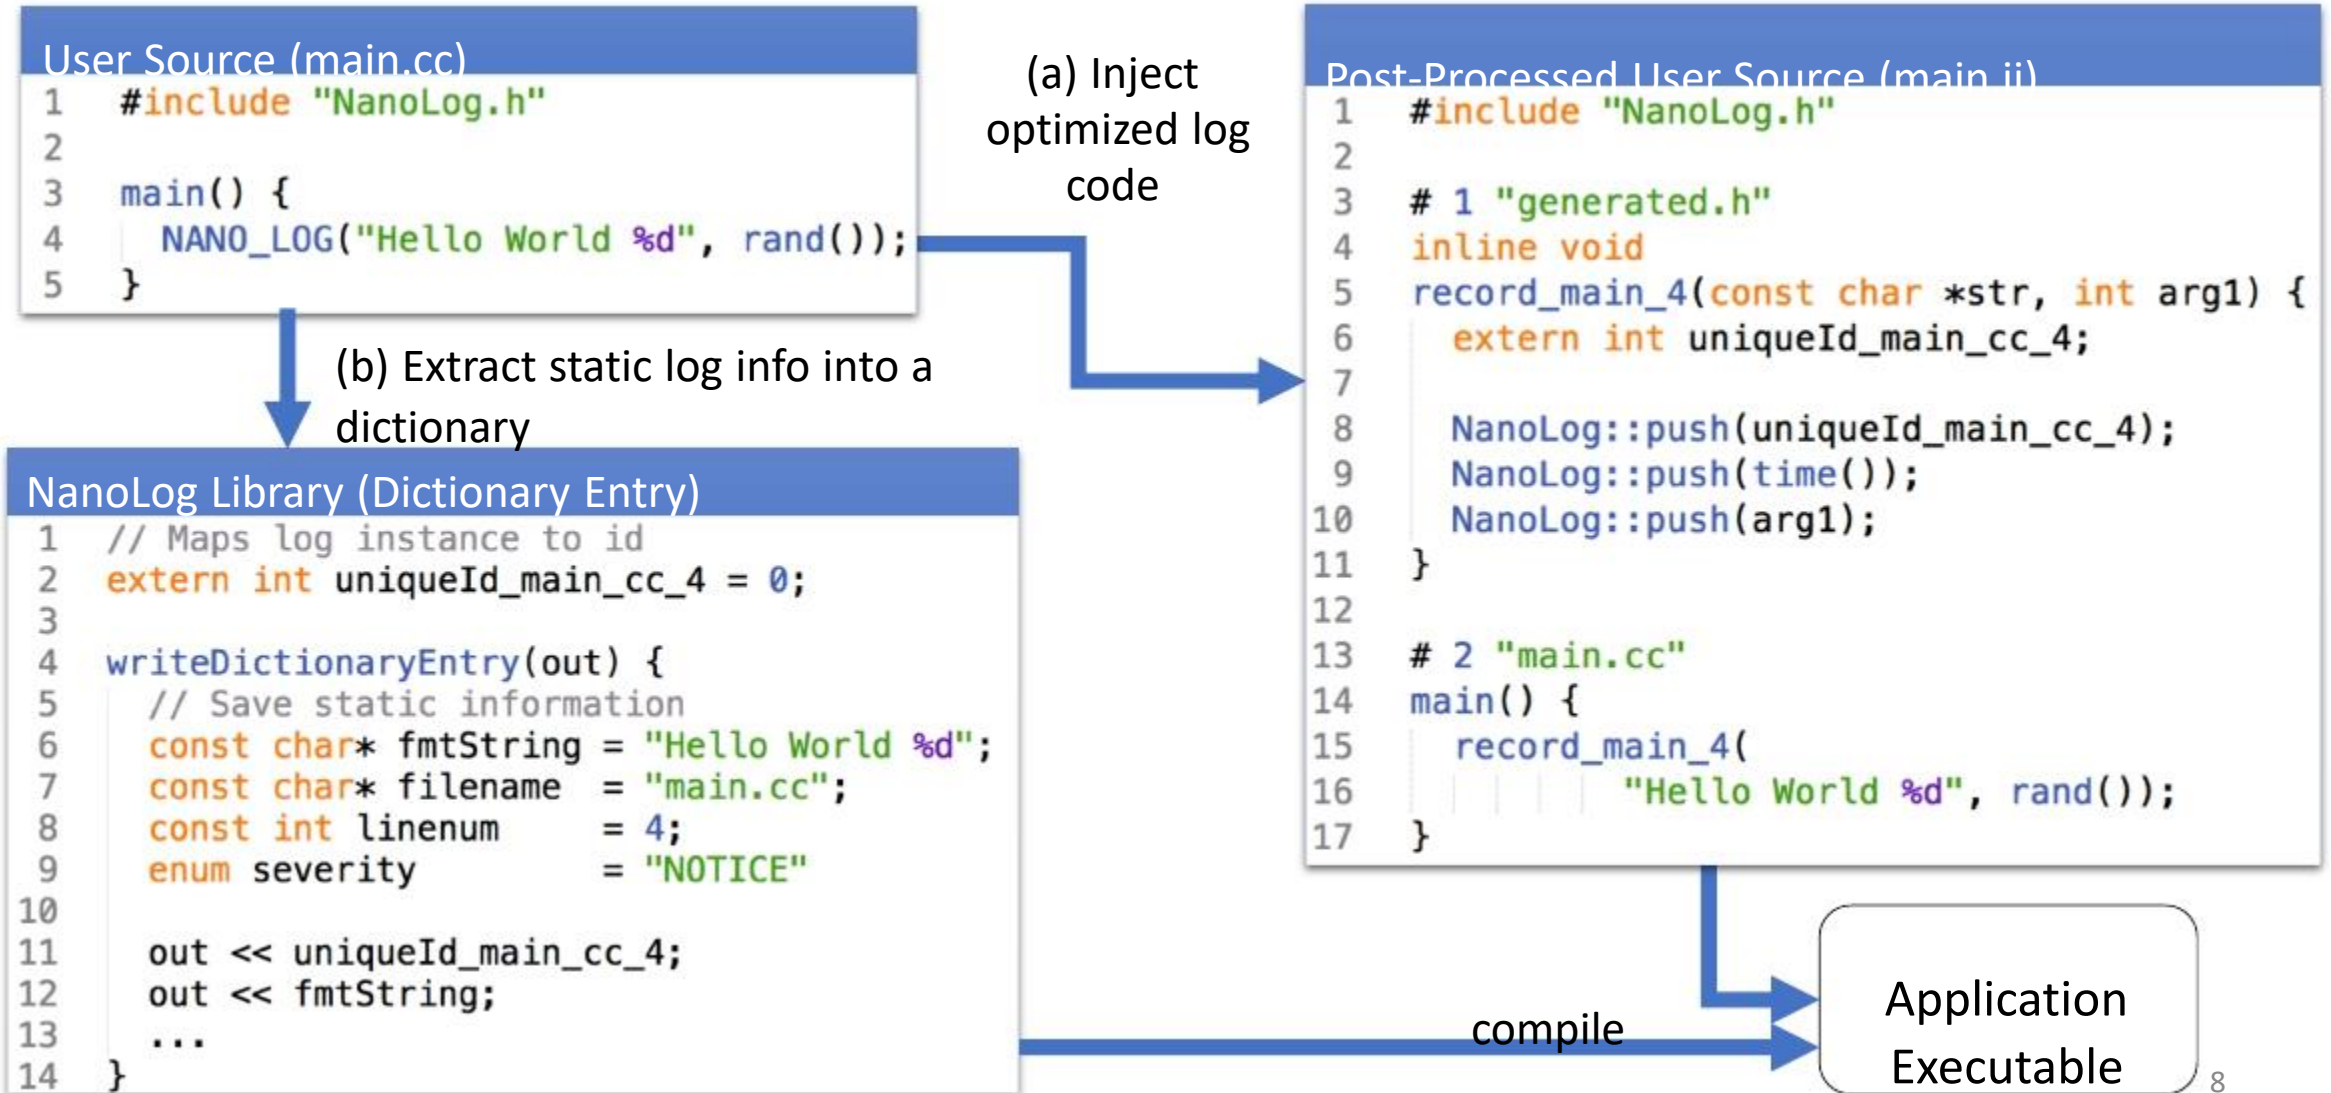 User Source (main.cc)
1 #include "NanoLog.h"
2
3 main() {
4 NANO_LOG("Hello World %d", rand());
5 }
(a) Inject
optimized log
code
Post-Processed User Source (main.ii)
1 #include "NanoLog.h"
2
3 # 1 "generated.h"
4 inline void
5 record_main_4(const char *str, int arg1) {
6 extern int uniqueId_main_cc_4;
7
8 NanoLog::push(uniqueId_main_cc_4);
9 NanoLog::push(time());
10 NanoLog::push(arg1);
11 }
12
13 # 2 "main.cc"
14 main() {
15 record_main_4(
16 "Hello World %d", rand());
17 }
(b) Extract static log info into a
dictionary
NanoLog Library (Dictionary Entry)
1 // Maps log instance to id
2 extern int uniqueId_main_cc_4 = 0;
3
4 writeDictionaryEntry(out) {
5 // Save static information
6 const char* fmtString = "Hello World %d";
7 const char* filename = "main.cc";
8 const int linenum = 4;
9 enum severity = "NOTICE"
10
11 out << uniqueId_main_cc_4;
12 out << fmtString;
13 ...
14 }
compile
Application
Executable
8